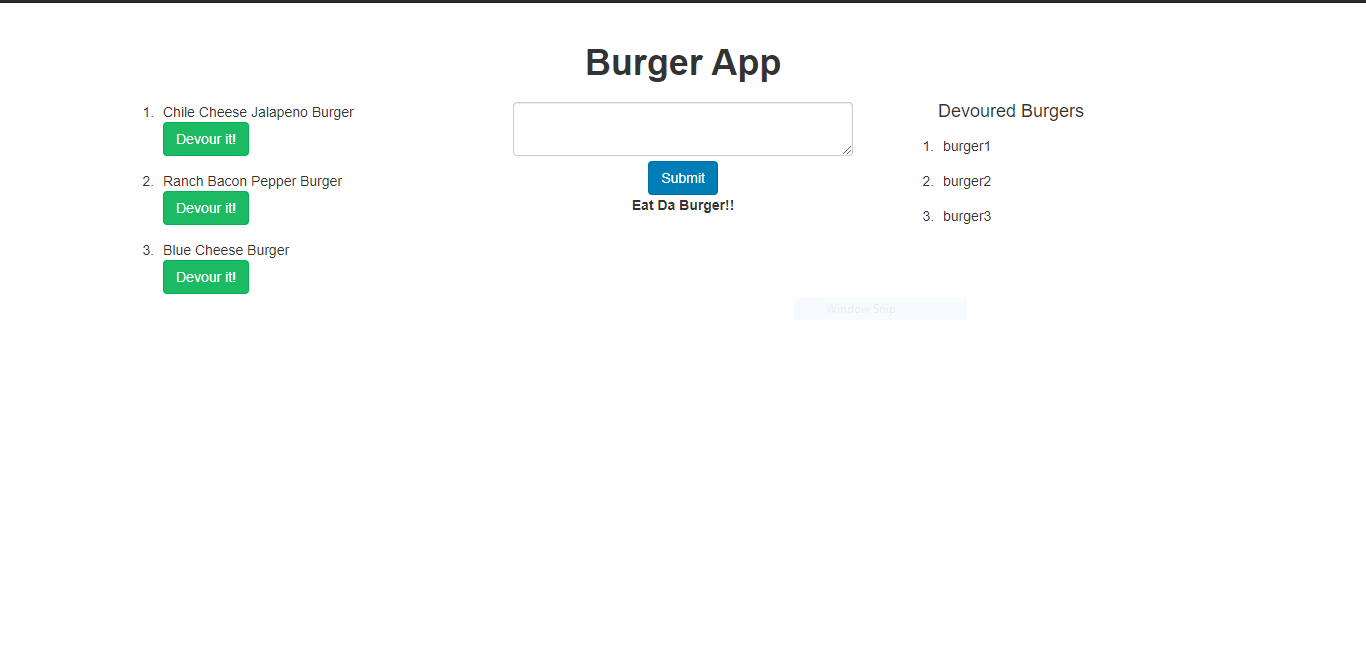 Burger App
1. Chile Cheese Jalapeno Burger
Devour it!
2. Ranch Bacon Pepper Burger
Devour it!
3. Blue Cheese Burger
Devour it!
Submit
Eat Da Burger!!
Devoured Burgers
1. burger1
2. burger2
3. burger3
Window Snip